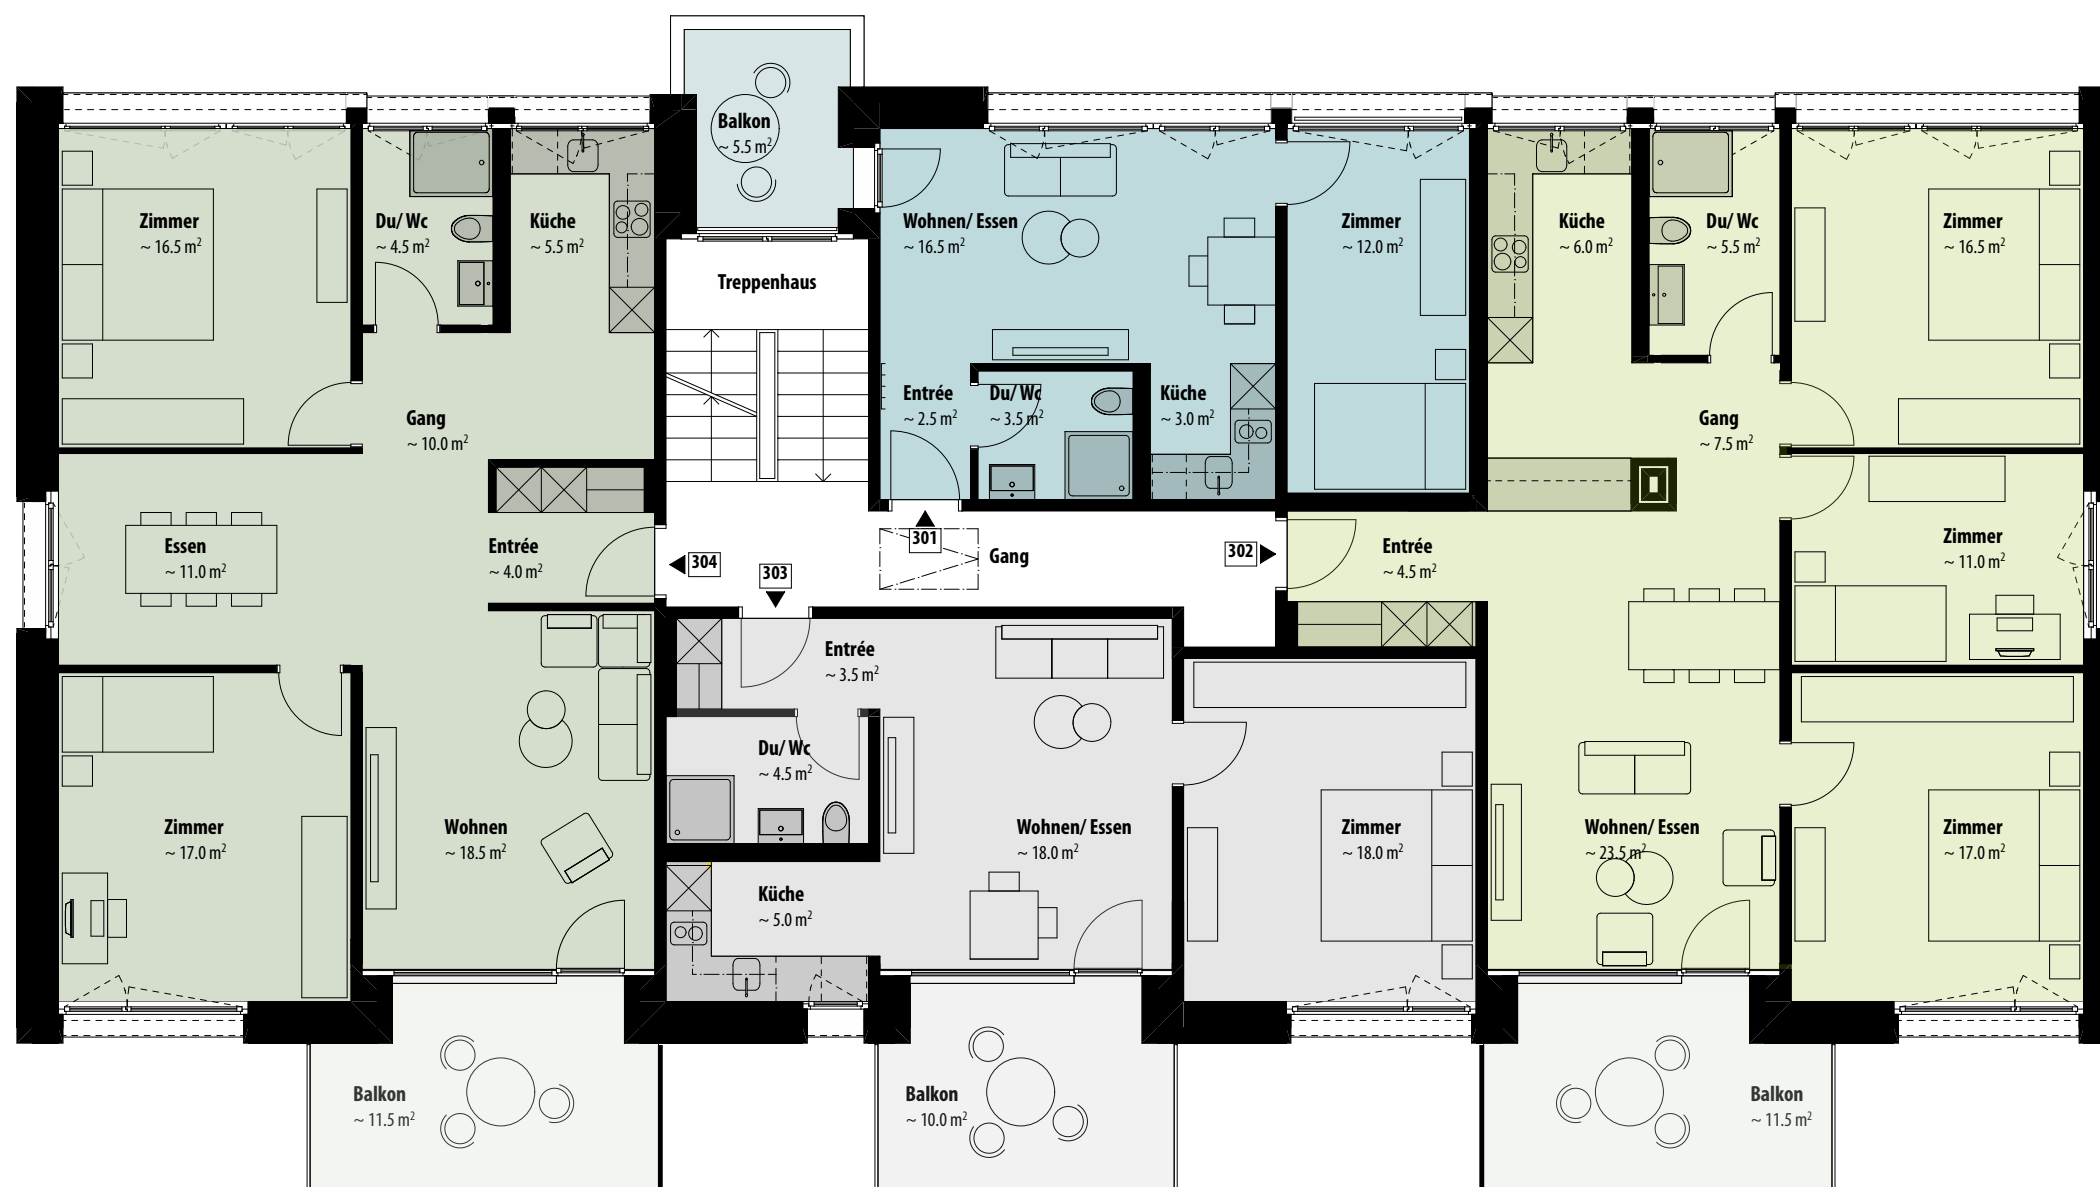 Balkon
~ 5.5 m²
Zimmer
~ 16.5 m²
Du/ Wc
~ 4.5 m²
Küche
~ 5.5 m²
Treppenhaus
Wohnen/ Essen
~ 16.5 m²
Zimmer
~ 12.0 m²
Küche
~ 6.0 m²
Du/ Wc
~ 5.5 m²
Zimmer
~ 16.5 m²
Gang
~ 10.0 m²
Entrée
~ 2.5 m²
Du/ Wc
~ 3.5 m²
Küche
~ 3.0 m²
Gang
~ 7.5 m²
Essen
~ 11.0 m²
Entrée
~ 4.0 m²
304
303
301
Gang
302
Entrée
~ 4.5 m²
Zimmer
~ 11.0 m²
Entrée
~ 3.5 m²
Du/ Wc
~ 4.5 m²
Zimmer
~ 17.0 m²
Wohnen
~ 18.5 m²
Wohnen/ Essen
~ 18.0 m²
Zimmer
~ 18.0 m²
Wohnen/ Essen
~ 23.5 m²
Zimmer
~ 17.0 m²
Küche
~ 5.0 m²
Balkon
~ 11.5 m²
Balkon
~ 10.0 m²
Balkon
~ 11.5 m²